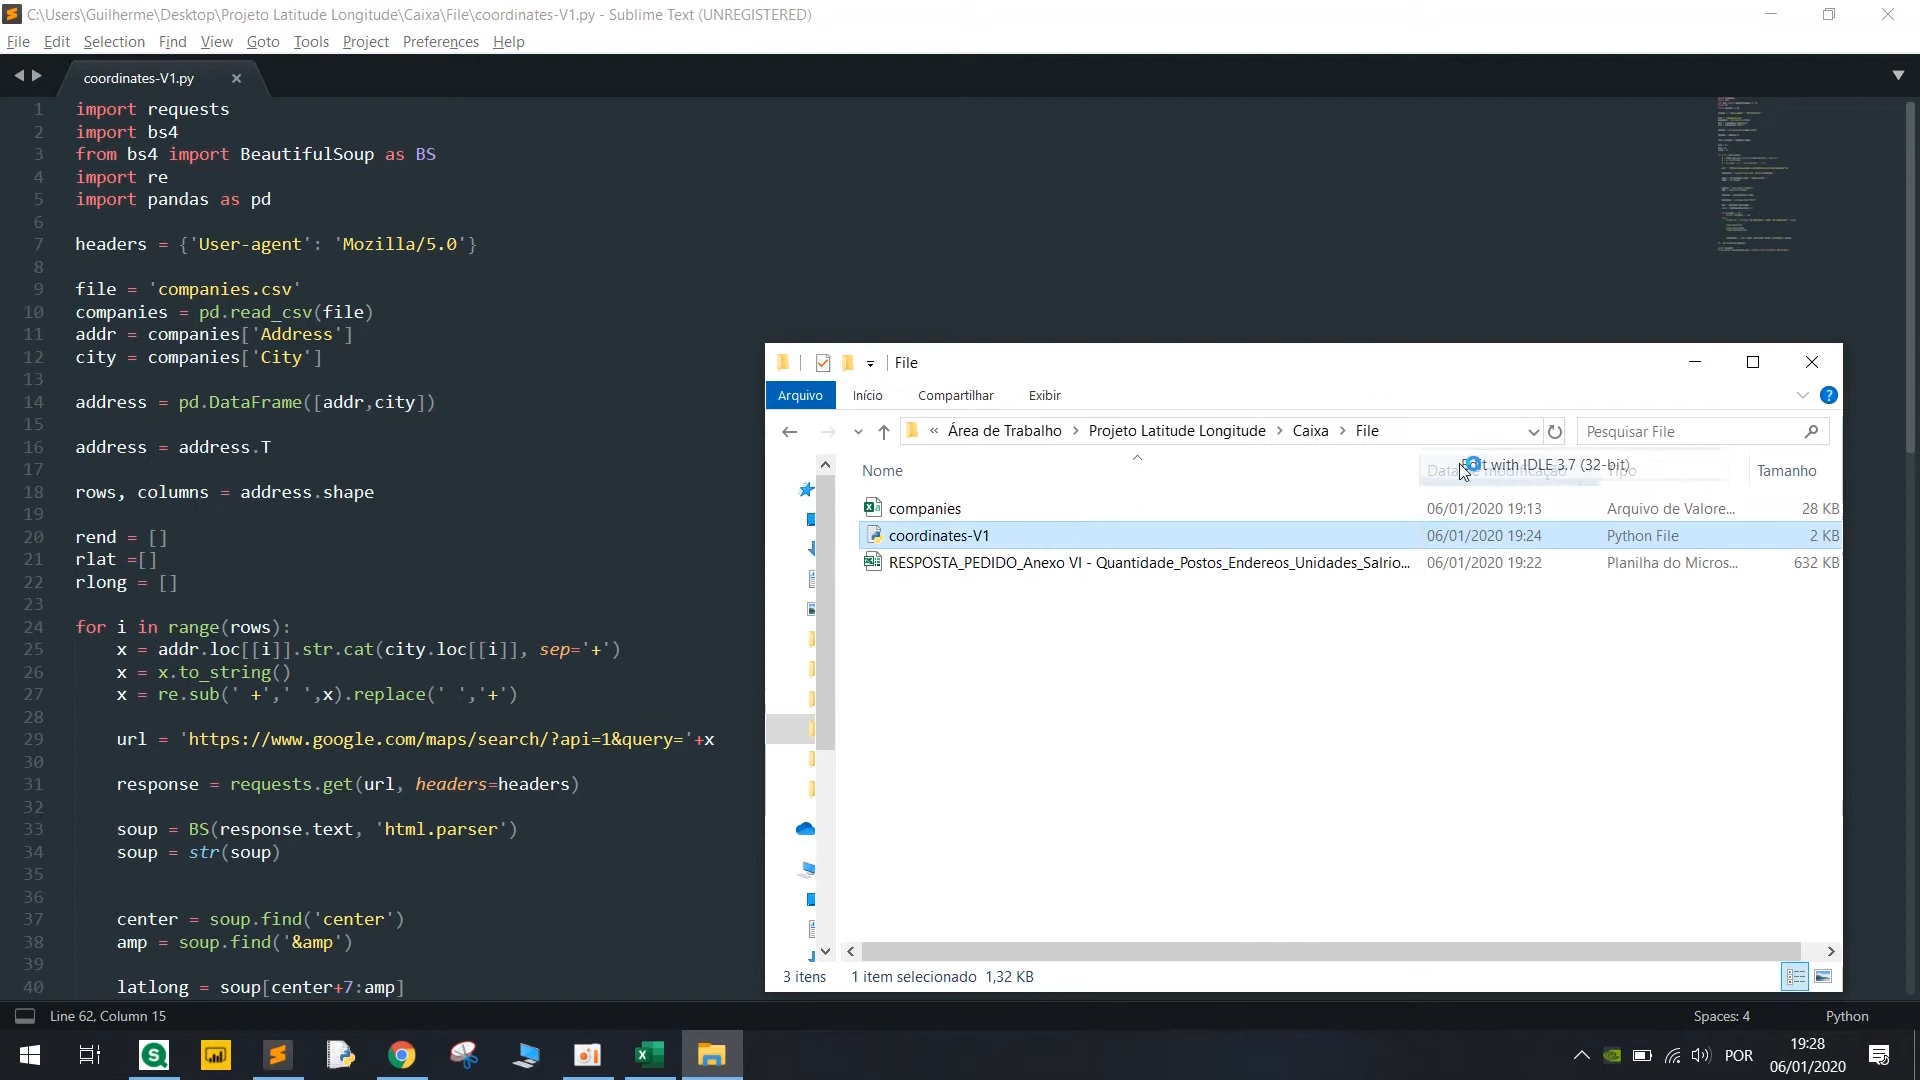 C:\Users\Guilherme\Desktop\Projeto Latitude Longitude\Caixa\File\coordinates-V1.py - Sublime Text (UNREGISTERED)
File Edit Selection Find View Goto Tools Project Preferences Help
coordinates-V1.py
1 import requests
2 import bs4
3 from bs4 import BeautifulSoup as BS
4 import re
5 import pandas as pd
6
7 headers = {'User-agent': 'Mozilla/5.0'}
8
9 file = 'companies.csv'
10 companies = pd.read_csv(file)
11 addr = companies['Address']
12 city = companies['City']
13
14 address = pd.DataFrame([addr,city])
15
16 address = address.T
17
18 rows, columns = address.shape
19
20 rend = []
21 rlat =[]
22 rlong = []
23
24 for i in range(rows):
25 x = addr.loc[[i]].str.cat(city.loc[[i]], sep='+')
26 x = x.to_string()
27 x = re.sub(' +',' ',x).replace(' ','+')
28
29 url = 'https://www.google.com/maps/search/?api=1&query='+x
30
31 response = requests.get(url, headers=headers)
32
33 soup = BS(response.text, 'html.parser')
34 soup = str(soup)
35
36
37 center = soup.find('center')
38 amp = soup.find('&amp')
39
40 latlong = soup[center+7:amp]
Line 62, Column 15
Spaces: 4 Python
File
Arquivo Início Compartilhar Exibir
« Área de Trabalho > Projeto Latitude Longitude > Caixa > File
Pesquisar File
Nome Tipo Tamanho
with IDLE 3.7 (32-bit)
companies 06/01/2020 19:13 Arquivo de Valore... 28 KB
coordinates-V1 06/01/2020 19:24 Python File 2 KB
RESPOSTA_PEDIDO_Anexo VI - Quantidade_Postos_Endereos_Unidades_Salrio... 06/01/2020 19:22 Planilha do Micros... 632 KB
3 itens 1 item selecionado 1,32 KB
POR
19:28
06/01/2020